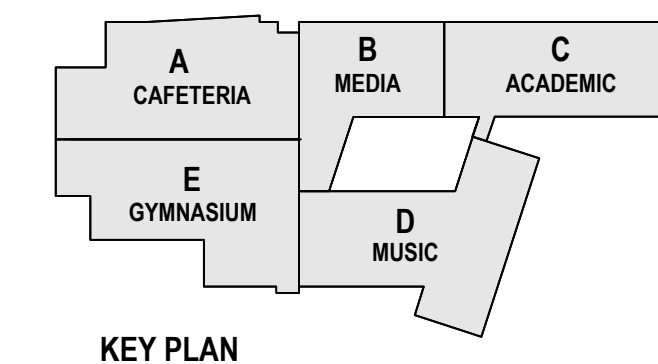 A
CAFETERIA
B
MEDIA
C
ACADEMIC
E
GYMNASIUM
D
MUSIC
KEY PLAN